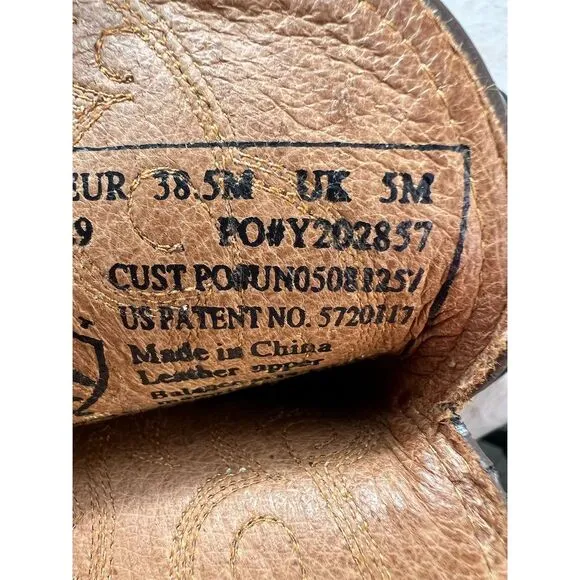 EUR 38.5M UK 5M
9 PO#Y202857
CUST PO#UN05081257
US PATENT NO. 5720117
Made in China
Leather upper
Balance